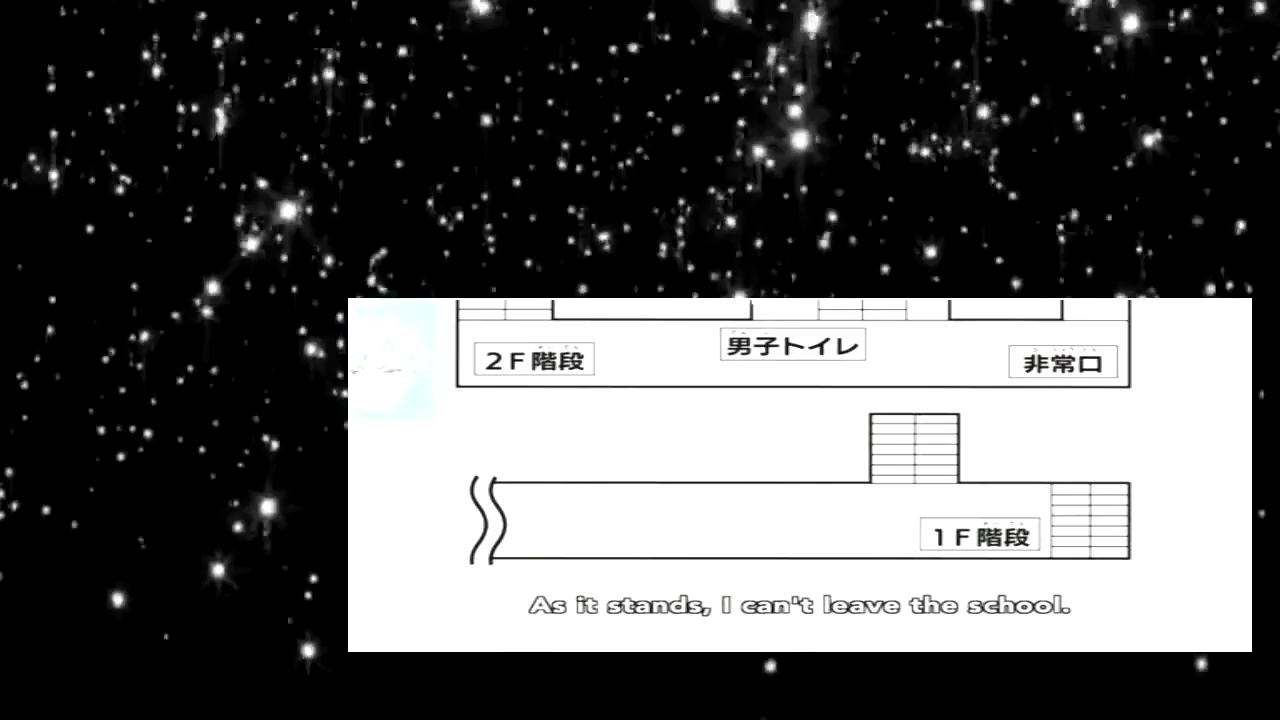 男子トイレ
2F階段
非常口
1F階段
As it stands, I can't leave the school.